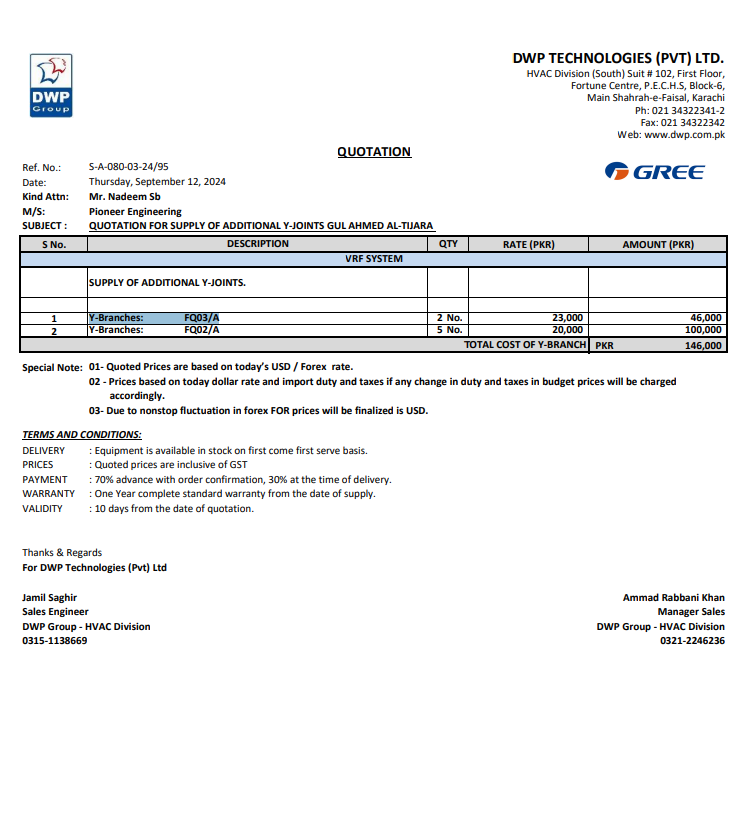 DWP
Group
DWP TECHNOLOGIES (PVT) LTD.
HVAC Division (South) Suit # 102, First Floor,
Fortune Centre, P.E.C.H.S, Block-6,
Main Shahrah-e-Faisal, Karachi
Ph: 021 34322341-2
Fax: 021 34322342
Web: www.dwp.com.pk
QUOTATION
GREE
Ref. No.: S-A-080-03-24/95
Date: Thursday, September 12, 2024
Kind Attn: Mr. Nadeem Sb
M/S: Pioneer Engineering
SUBJECT : QUOTATION FOR SUPPLY OF ADDITIONAL Y-JOINTS GUL AHMED AL-TIJARA
S No. DESCRIPTION QTY RATE (PKR) AMOUNT (PKR)
VRF SYSTEM
SUPPLY OF ADDITIONAL Y-JOINTS.
1 Y-Branches: FQ03/A 2 No. 23,000 46,000
2 Y-Branches: FQ02/A 5 No. 20,000 100,000
TOTAL COST OF Y-BRANCH PKR 146,000
Special Note: 01- Quoted Prices are based on today's USD / Forex rate.
02 - Prices based on today dollar rate and import duty and taxes if any change in duty and taxes in budget prices will be charged
accordingly.
03- Due to nonstop fluctuation in forex FOR prices will be finalized is USD.
TERMS AND CONDITIONS:
DELIVERY : Equipment is available in stock on first come first serve basis.
PRICES : Quoted prices are inclusive of GST
PAYMENT : 70% advance with order confirmation, 30% at the time of delivery.
WARRANTY : One Year complete standard warranty from the date of supply.
VALIDITY : 10 days from the date of quotation.
Thanks & Regards
For DWP Technologies (Pvt) Ltd
Jamil Saghir Ammad Rabbani Khan
Sales Engineer Manager Sales
DWP Group - HVAC Division DWP Group - HVAC Division
0315-1138669 0321-2246236